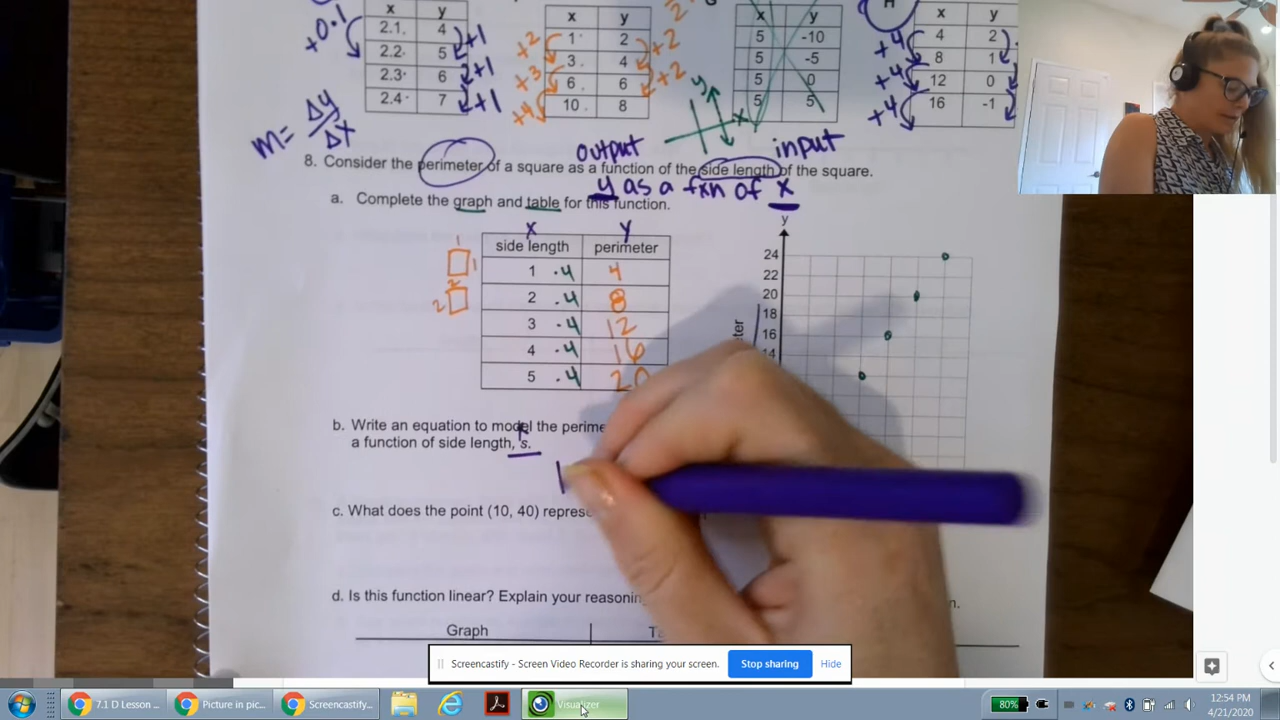 x y
2.1 4
2.2 5
2.3 6
2.4 7
+0.1
+1
+1
+1
m = Δy/Δx
x y
1 2
3 4
6 6
10 8
+2
+3
+4
+2
+2
x y
5 -10
5 -5
5 0
5 5
y
x
H
x y
4 2
8 1
12 0
16 -1
+4
+4
+4
output input
8. Consider the perimeter of a square as a function of the side length of the square.
y as a fxn of x
a. Complete the graph and table for this function.
x y
side length perimeter
1 ·4 4
2 ·4 8
3 ·4 12
4 ·4 16
5 ·4 20
1
1
2
2
y
24
22
20
18
16
14
b. Write an equation to model the
a function of side length, s.
c. What does the point (10, 40)
d. Is this function linear? Explain your
Graph
Screencastify - Screen Video Recorder is sharing your screen. Stop sharing Hide
7.1 D Lesson ... Picture in pic... Screencastify... Visualizer
80% 12:54 PM
4/21/2020